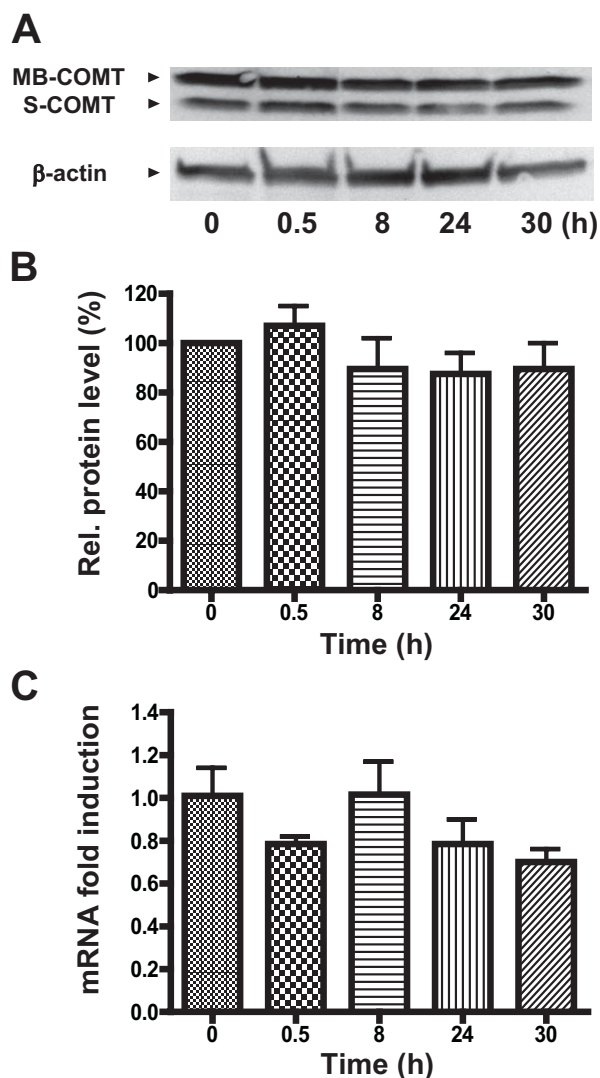 A
MB-COMT
S-COMT
β-actin
0 0.5 8 24 30 (h)
B
Rel. protein level (%)
120
100
80
60
40
20
0
0 0.5 8 24 30
Time (h)
C
mRNA fold induction
1.4
1.2
1.0
0.8
0.6
0.4
0.2
0.0
0 0.5 8 24 30
Time (h)